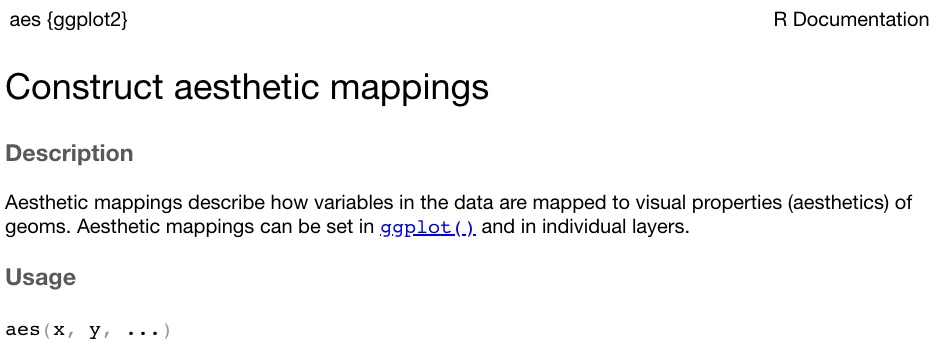 aes {ggplot2} R Documentation
Construct aesthetic mappings
Description
Aesthetic mappings describe how variables in the data are mapped to visual properties (aesthetics) of
geoms. Aesthetic mappings can be set in ggplot() and in individual layers.
Usage
aes(x, y, ...)